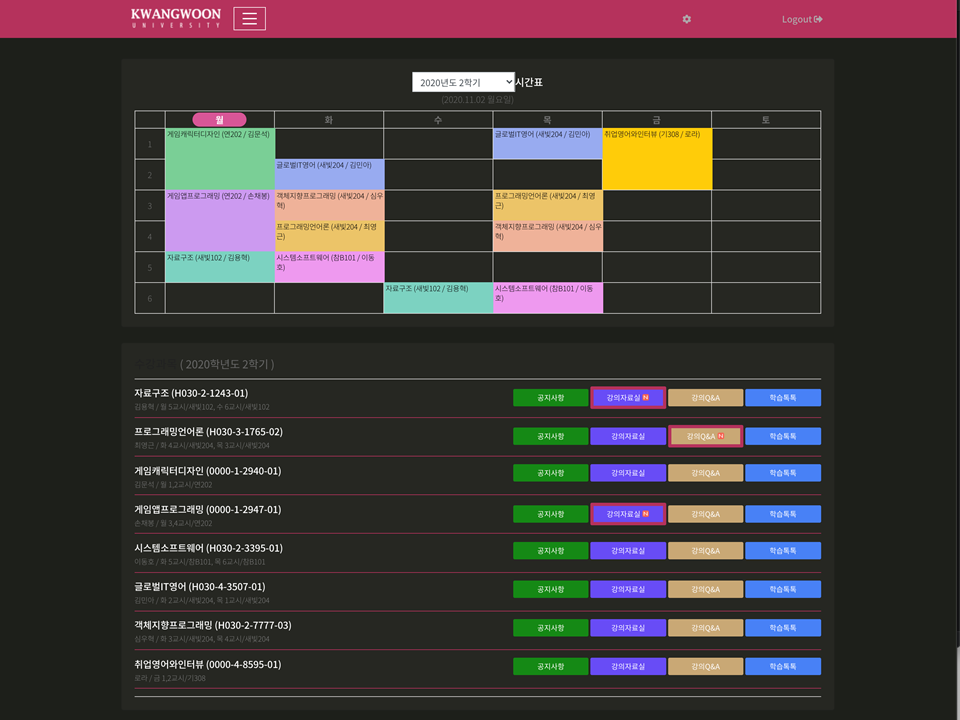 KWANGWOON
UNIVERSITY
Logout
2020년도 2학기
시간표
(2020.11.02 월요일)
월 화 수 목 금 토
1
게임캐릭터디자인 (연202 / 김문석)
글로벌IT영어 (새빛204 / 김민아)
취업영어와인터뷰 (기308 / 로라)
2
글로벌IT영어 (새빛204 / 김민아)
3
게임앱프로그래밍 (연202 / 손채봉)
객체지향프로그래밍 (새빛204 / 심우
혁)
프로그래밍언어론 (새빛204 / 최영
근)
4
프로그래밍언어론 (새빛204 / 최영
근)
객체지향프로그래밍 (새빛204 / 심우
혁)
5
자료구조 (새빛102 / 김용혁)
시스템소프트웨어 (참B101 / 이동
호)
6
자료구조 (새빛102 / 김용혁)
시스템소프트웨어 (참B101 / 이동
호)
( 2020학년도 2학기 )
자료구조 (H030-2-1243-01)
김용혁 / 월 5교시/새빛102, 수 6교시/새빛102
공지사항 강의자료실 N 강의Q&A 학습톡톡
프로그래밍언어론 (H030-3-1765-02)
최영근 / 화 4교시/새빛204, 목 3교시/새빛204
공지사항 강의자료실 강의Q&A N 학습톡톡
게임캐릭터디자인 (0000-1-2940-01)
김문석 / 월 1,2교시/연202
공지사항 강의자료실 강의Q&A 학습톡톡
게임앱프로그래밍 (0000-1-2947-01)
손채봉 / 월 3,4교시/연202
공지사항 강의자료실 N 강의Q&A 학습톡톡
시스템소프트웨어 (H030-2-3395-01)
이동호 / 화 5교시/참B101, 목 6교시/참B101
공지사항 강의자료실 강의Q&A 학습톡톡
글로벌IT영어 (H030-4-3507-01)
김민아 / 화 2교시/새빛204, 목 1교시/새빛204
공지사항 강의자료실 강의Q&A 학습톡톡
객체지향프로그래밍 (H030-2-7777-03)
심우혁 / 화 3교시/새빛204, 목 4교시/새빛204
공지사항 강의자료실 강의Q&A 학습톡톡
취업영어와인터뷰 (0000-4-8595-01)
로라 / 금 1,2교시/기308
공지사항 강의자료실 강의Q&A 학습톡톡